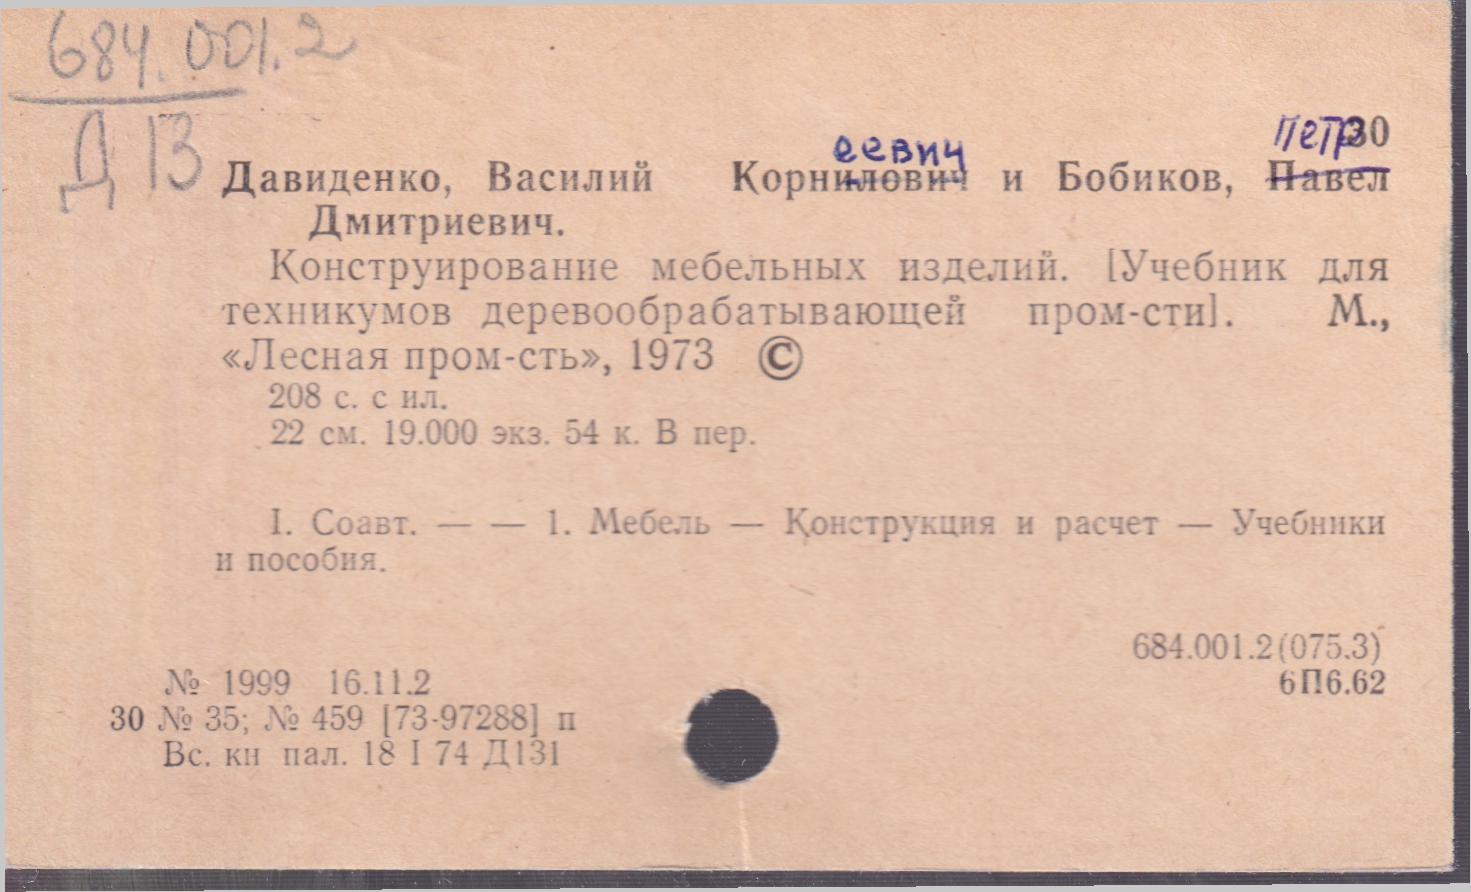 684.001.2
Д 13
еевич Петр 30
Давиденко, Василий Корнилович и Бобиков, Павел
Дмитриевич.
Конструирование мебельных изделий. [Учебник для
техникумов деревообрабатывающей пром-сти]. М.,
«Лесная пром-сть», 1973 ©
208 с. с ил.
22 см. 19.000 экз. 54 к. В пер.
I. Соавт. — — 1. Мебель — Конструкция и расчет — Учебники
и пособия.
684.001.2(075.3)
№ 1999 16.11.2 6П6.62
30 № 35; № 459 [73-97288] п
Вс. кн пал. 18 I 74 Д131